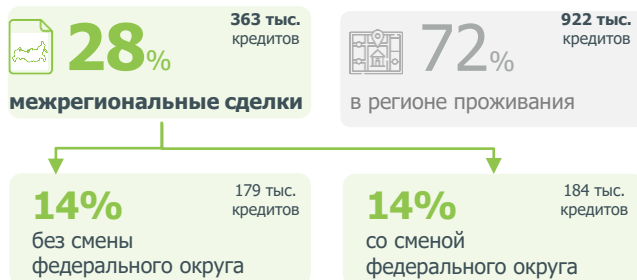 28%
363 тыс.
кредитов
межрегиональные сделки
72%
922 тыс.
кредитов
в регионе проживания
14%
179 тыс.
кредитов
без смены
федерального округа
14%
184 тыс.
кредитов
со сменой
федерального округа